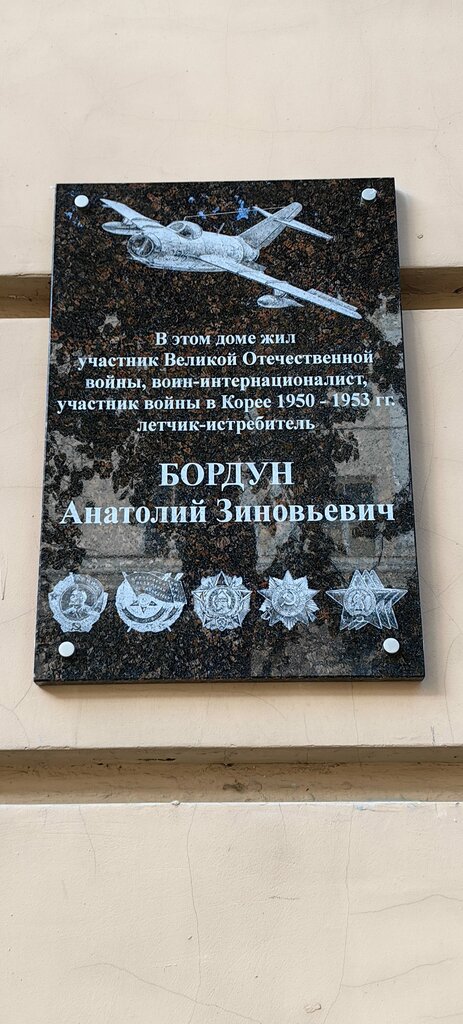 В этом доме жил
участник Великой Отечественной
войны, воин-интернационалист,
участник войны в Корее 1950 - 1953 гг.
летчик-истребитель
БОРДУН
Анатолий Зиновьевич